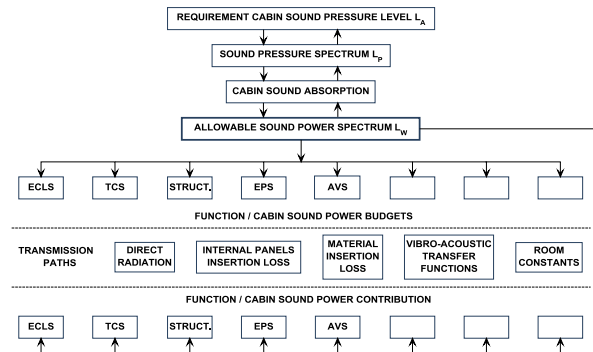 REQUIREMENT CABIN SOUND PRESSURE LEVEL LA
SOUND PRESSURE SPECTRUM LP
CABIN SOUND ABSORPTION
ALLOWABLE SOUND POWER SPECTRUM LW
ECLS TCS STRUCT. EPS AVS
FUNCTION / CABIN SOUND POWER BUDGETS
TRANSMISSION
PATHS
DIRECT
RADIATION
INTERNAL PANELS
INSERTION LOSS
MATERIAL
INSERTION
LOSS
VIBRO-ACOUSTIC
TRANSFER
FUNCTIONS
ROOM
CONSTANTS
FUNCTION / CABIN SOUND POWER CONTRIBUTION
ECLS TCS STRUCT. EPS AVS